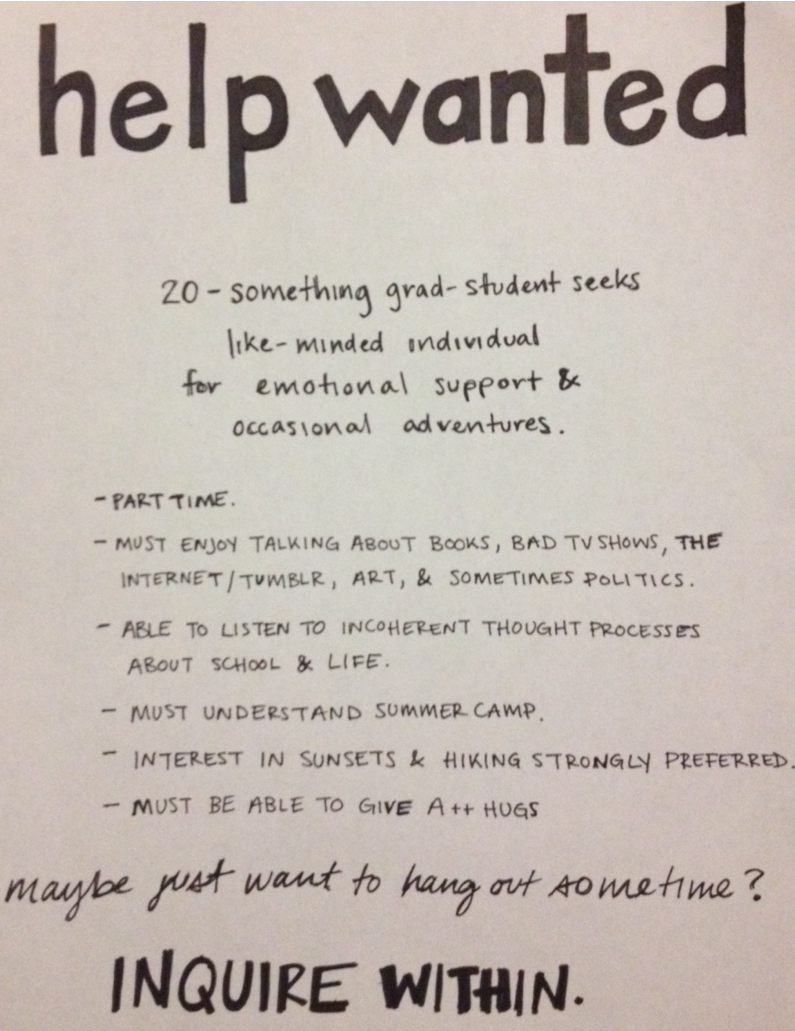 help wanted
20-something grad-student seeks
like-minded individual
for emotional support &
occasional adventures.
- PART TIME.
- MUST ENJOY TALKING ABOUT BOOKS, BAD TV SHOWS, THE
INTERNET/TUMBLR, ART, & SOMETIMES POLITICS.
- ABLE TO LISTEN TO INCOHERENT THOUGHT PROCESSES
ABOUT SCHOOL & LIFE.
- MUST UNDERSTAND SUMMER CAMP.
- INTEREST IN SUNSETS & HIKING STRONGLY PREFERRED.
- MUST BE ABLE TO GIVE A++ HUGS
maybe just want to hang out sometime?
INQUIRE WITHIN.